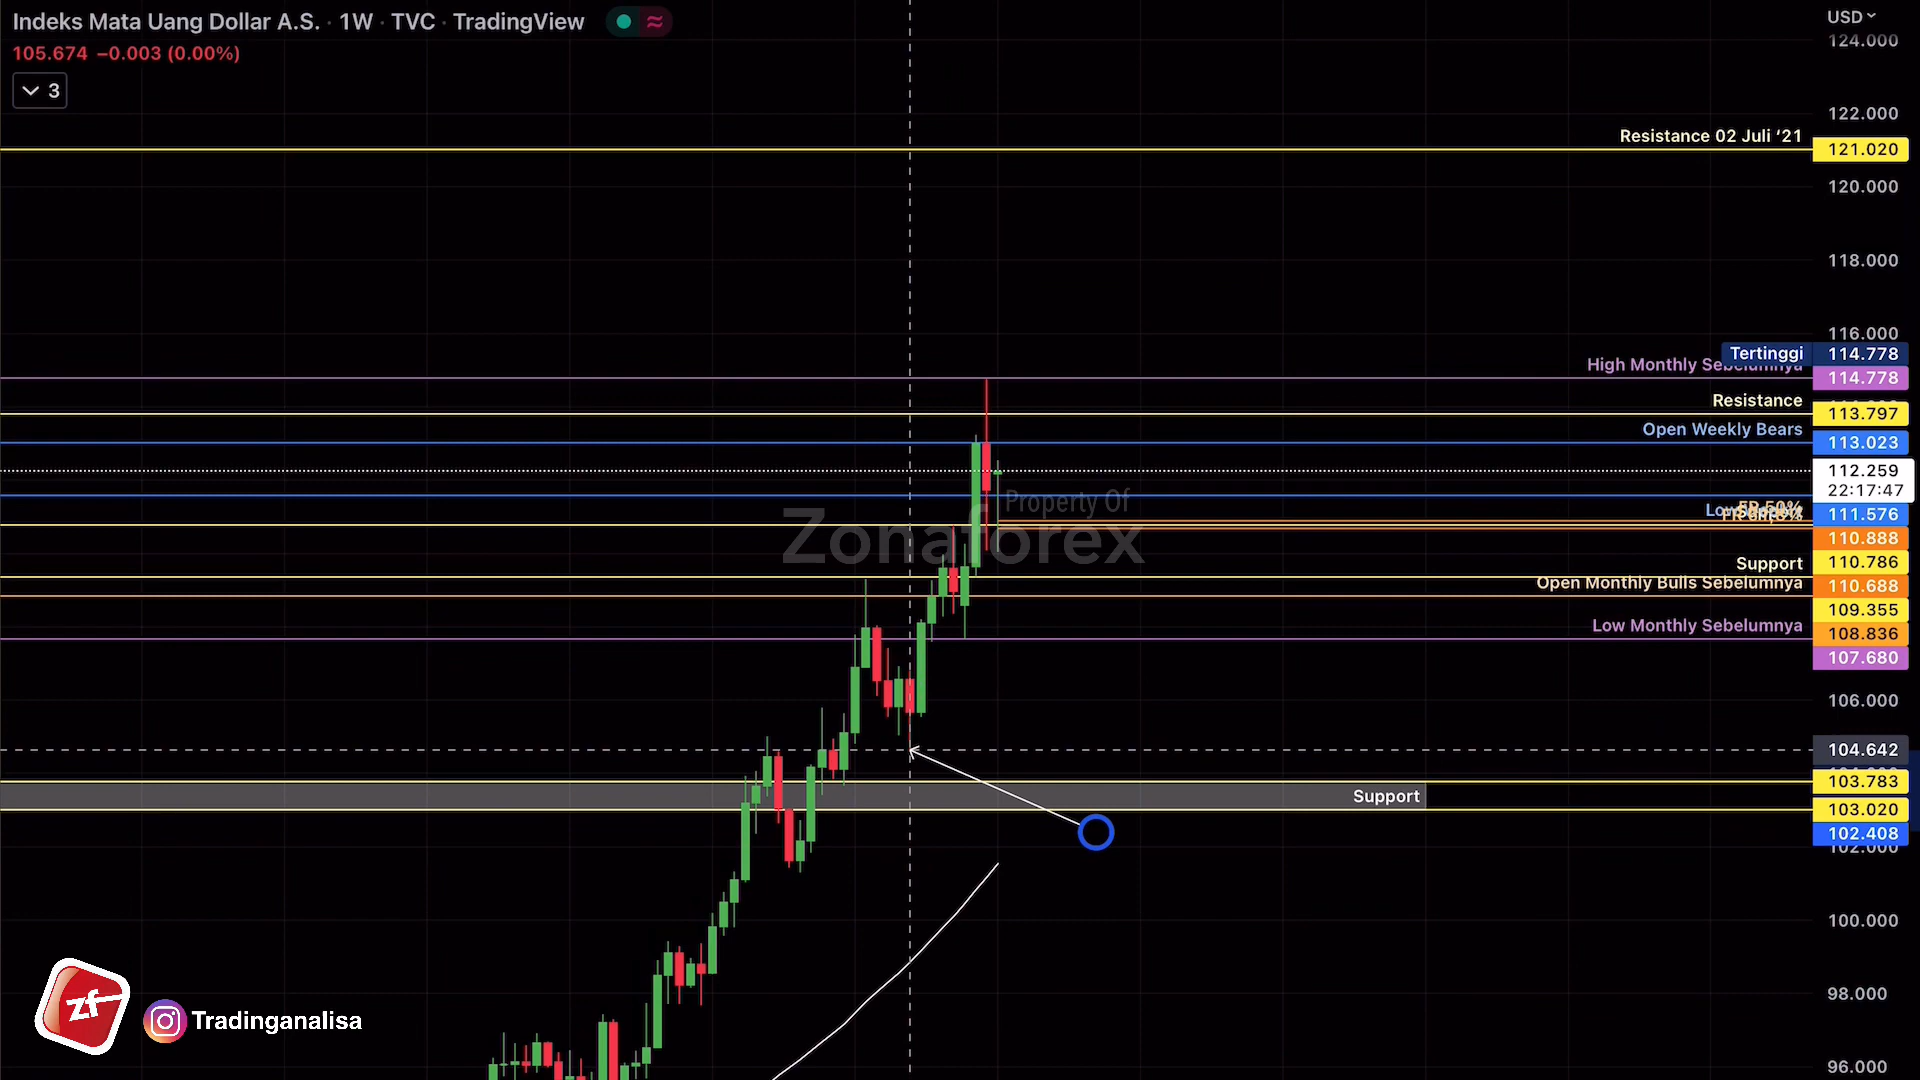 Indeks Mata Uang Dollar A.S. · 1W · TVC · TradingView
105.674 −0.003 (0.00%)
3
USD
124.000
122.000
Resistance 02 Juli ‘21
121.020
120.000
118.000
116.000
Tertinggi
114.778
High Monthly Sebelumnya
114.778
Resistance
113.797
Open Weekly Bears
113.023
112.259
22:17:47
111.576
110.888
Support
110.786
Open Monthly Bulls Sebelumnya
110.688
109.355
Low Monthly Sebelumnya
108.836
107.680
106.000
104.642
103.783
Support
103.020
102.408
102.000
100.000
98.000
96.000
Property Of
Zonaforex
zf
Tradinganalisa